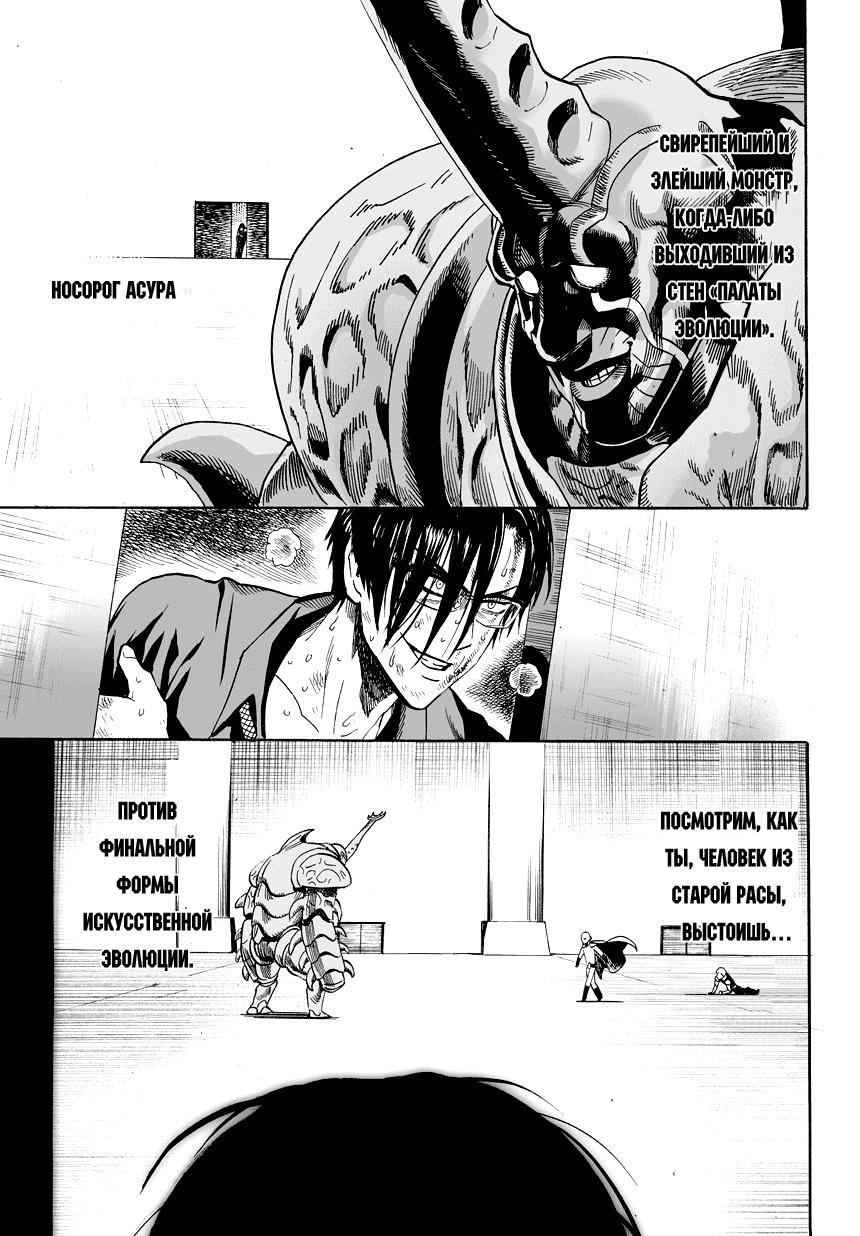 СВИРЕПЕЙШИЙ И
ЗЛЕЙШИЙ МОНСТР,
КОГДА-ЛИБО
ВЫХОДИВШИЙ ИЗ
СТЕН «ПАЛАТЫ
ЭВОЛЮЦИИ».
НОСОРОГ АСУРА
ПОСМОТРИМ, КАК
ТЫ, ЧЕЛОВЕК ИЗ
СТАРОЙ РАСЫ,
ВЫСТОИШЬ...
ПРОТИВ
ФИНАЛЬНОЙ
ФОРМЫ
ИСКУССТВЕННОЙ
ЭВОЛЮЦИИ.